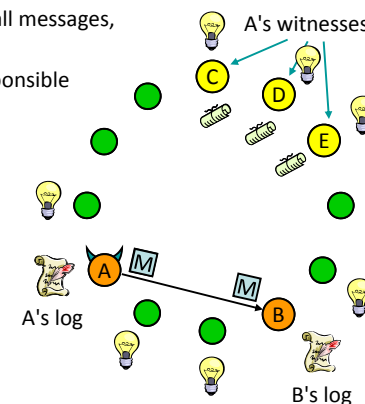 all messages,
A's witnesses
ponsible
C
D
E
A
M
M
B
A's log
B's log